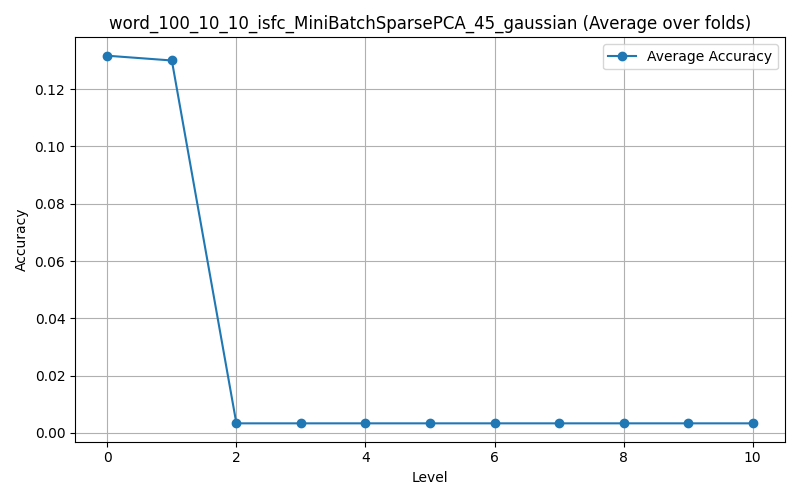 word_100_10_10_isfc_MiniBatchSparsePCA_45_gaussian (Average over folds)
Average Accuracy
0.12
0.10
0.08
0.06
0.04
0.02
0.00
Accuracy
0 2 4 6 8 10
Level